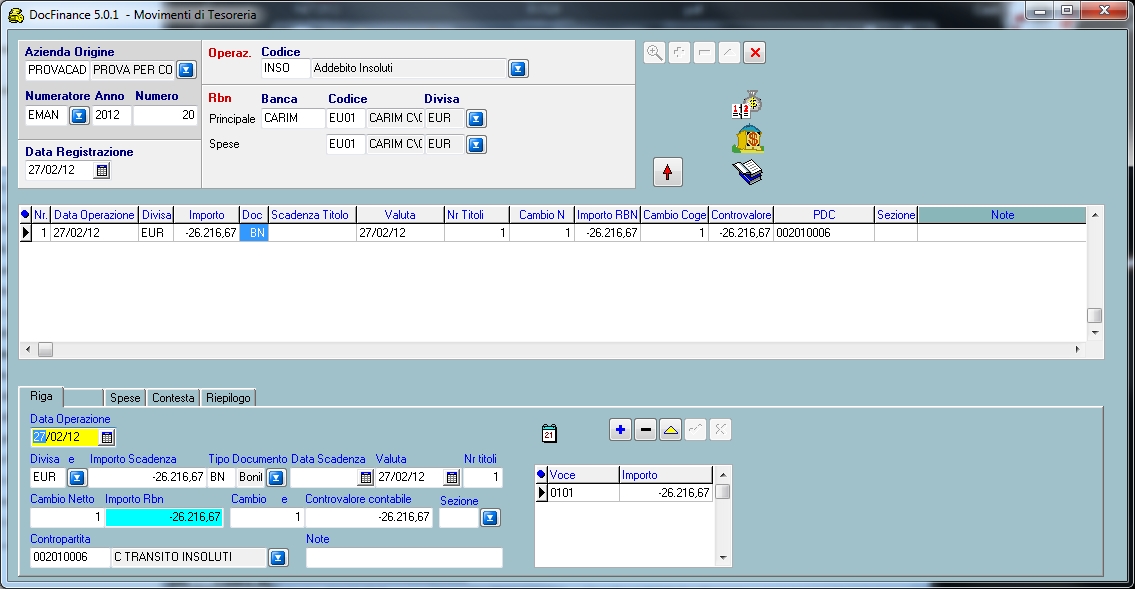 DocFinance 5.0.1 - Movimenti di Tesoreria
Azienda Origine
PROVACAD PROVA PER CO
Numeratore Anno Numero
EMAN 2012 20
Data Registrazione
27/02/12
Operaz. Codice
INSO Addebito Insoluti
Rbn Banca Codice Divisa
Principale CARIM EU01 CARIM C\C EUR
Spese EU01 CARIM C\C EUR
Nr. Data Operazione Divisa Importo Doc Scadenza Titolo Valuta Nr Titoli Cambio N Importo RBN Cambio Coge Controvalore PDC Sezione Note
1 27/02/12 EUR -26.216,67 BN 27/02/12 1 1 -26.216,67 1 -26.216,67 002010006
Riga Spese Contesta Riepilogo
Data Operazione
27/02/12
21
Divisa e Importo Scadenza Tipo Documento Data Scadenza Valuta Nr titoli
EUR -26.216,67 BN Bonil 27/02/12 1
Cambio Netto Importo Rbn Cambio e Controvalore contabile Sezione
1 -26.216,67 1 -26.216,67
Contropartita Note
002010006 C TRANSITO INSOLUTI
Voce Importo
0101 -26.216,67